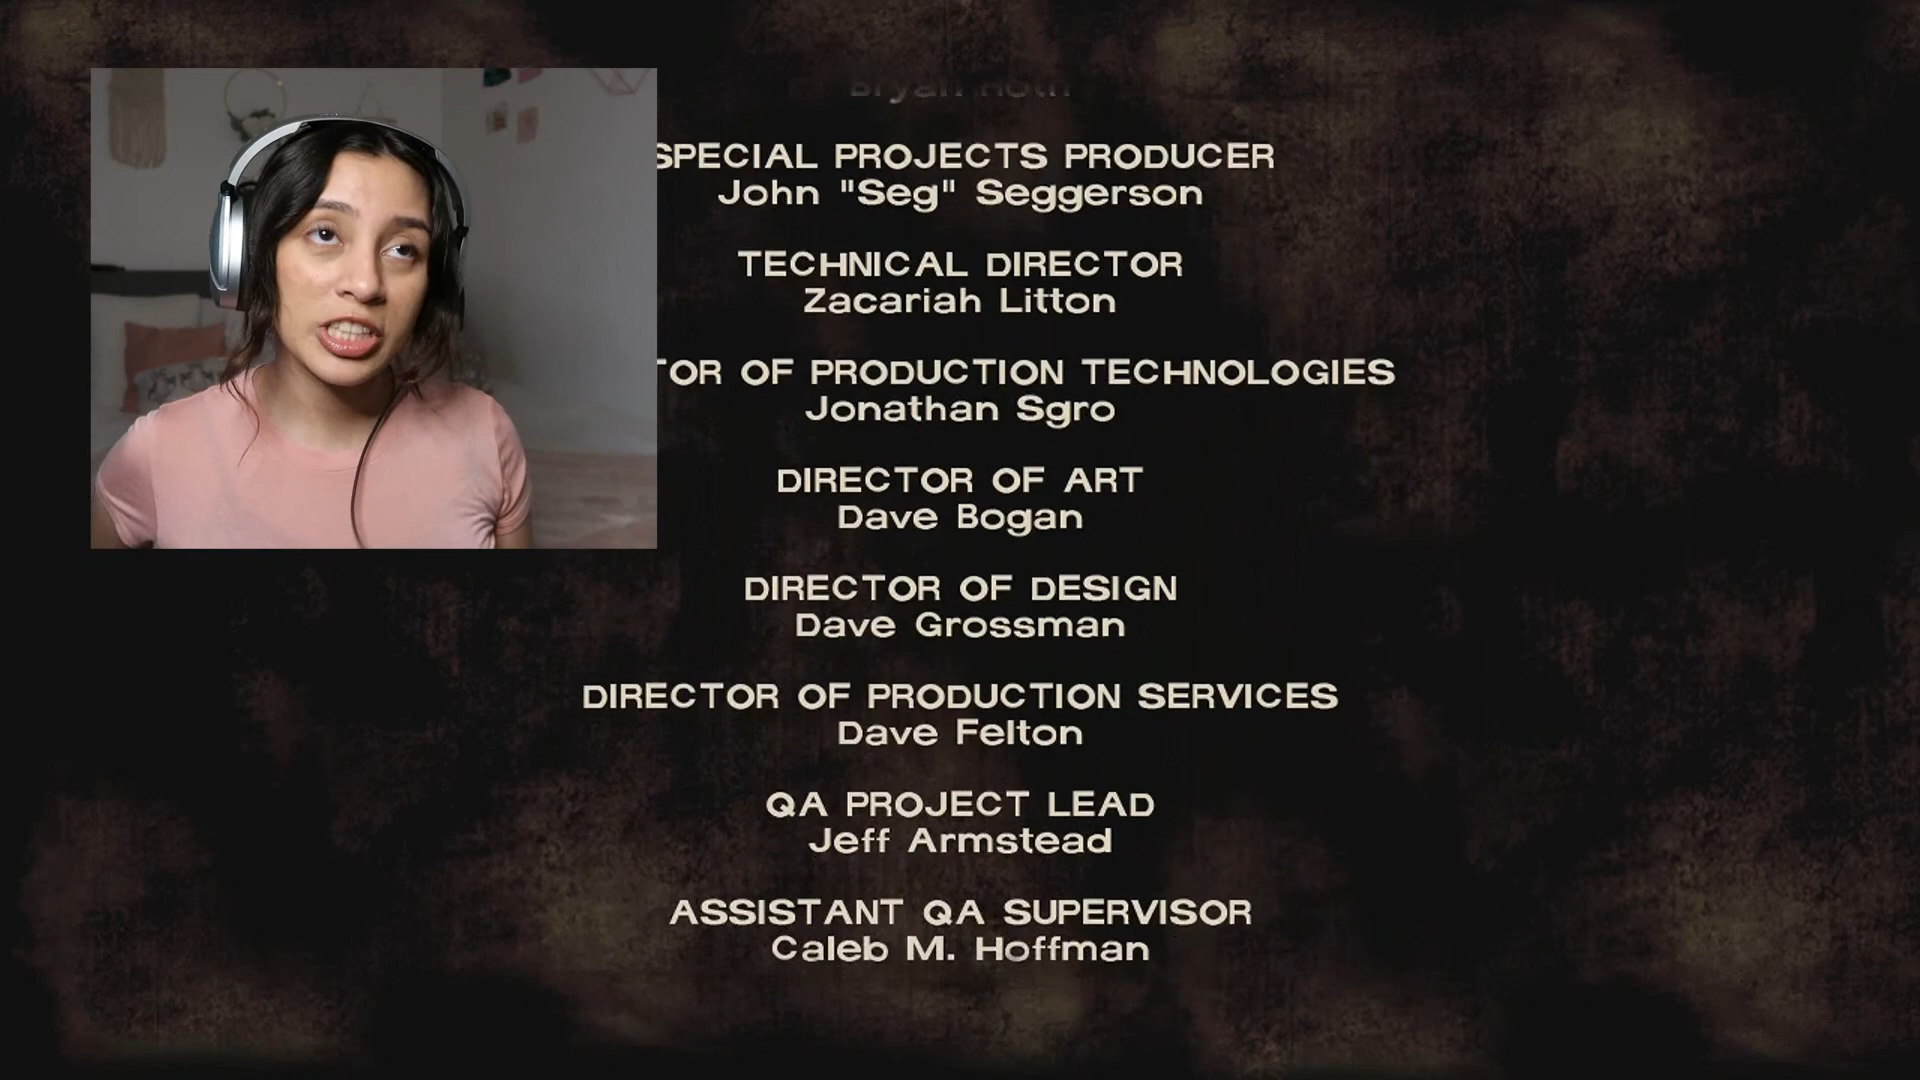 SPECIAL PROJECTS PRODUCER
John "Seg" Seggerson
TECHNICAL DIRECTOR
Zacariah Litton
TOR OF PRODUCTION TECHNOLOGIES
Jonathan Sgro
DIRECTOR OF ART
Dave Bogan
DIRECTOR OF DESIGN
Dave Grossman
DIRECTOR OF PRODUCTION SERVICES
Dave Felton
QA PROJECT LEAD
Jeff Armstead
ASSISTANT QA SUPERVISOR
Caleb M. Hoffman